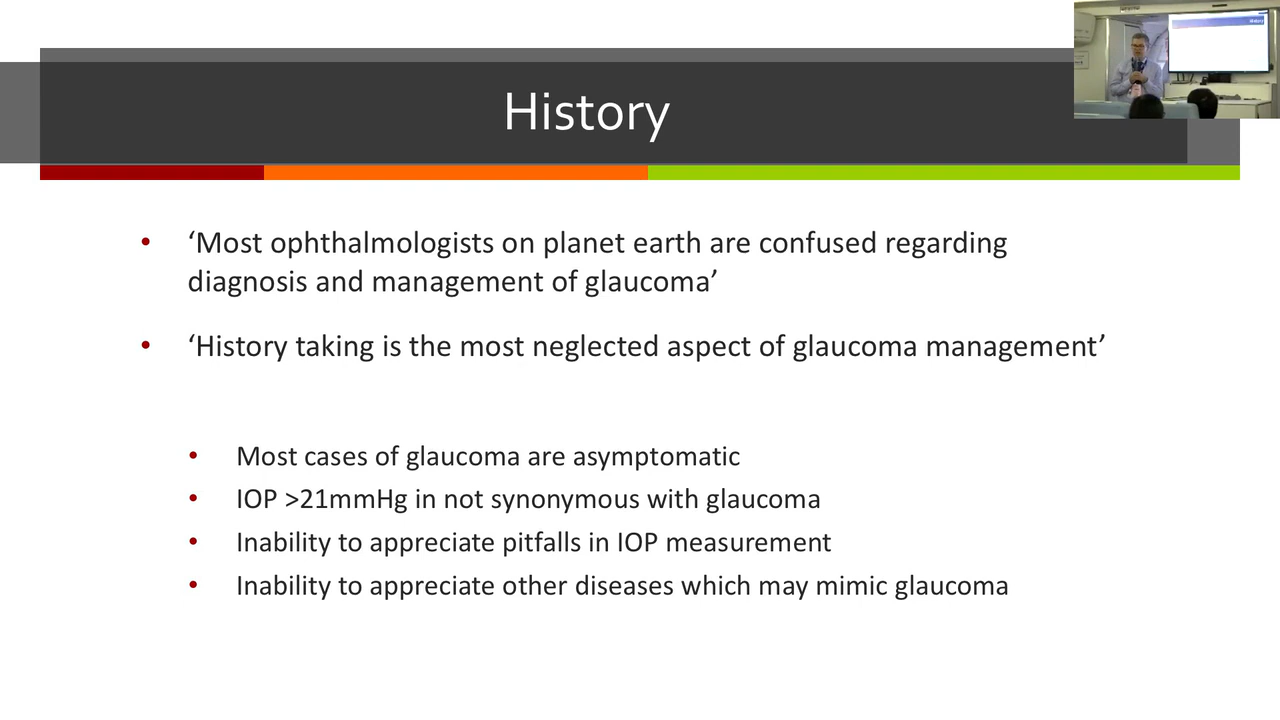 History
‘Most ophthalmologists on planet earth are confused regarding
diagnosis and management of glaucoma’
‘History taking is the most neglected aspect of glaucoma management’
Most cases of glaucoma are asymptomatic
IOP >21mmHg in not synonymous with glaucoma
Inability to appreciate pitfalls in IOP measurement
Inability to appreciate other diseases which may mimic glaucoma